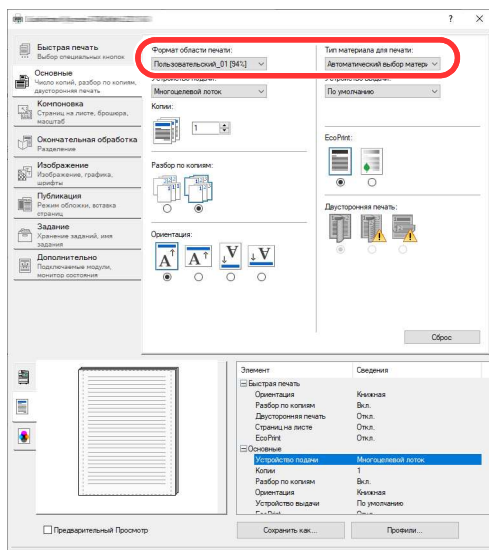 Быстрая печать
Выбор специальных кнопок
Основные
Число копий, разбор по копиям,
двусторонняя печать
Компоновка
Страниц на листе, брошюра,
масштаб
Окончательная обработка
Разделение
Изображение
Изображение, графика,
шрифты
Публикация
Режим обложки, вставка
страниц
Задание
Хранение заданий, имя
задания
Дополнительно
Подключаемые модули,
монитор состояния
Формат области печати:
Пользовательский_01 [94%]
Устройство подачи:
Многоцелевой лоток
Копии:
1
Разбор по копиям:
Ориентация:
Тип материала для печати:
Автоматический выбор матери
Устройство выдачи:
По умолчанию
EcoPrint:
Двусторонняя печать:
Сброс
Элемент Сведения
Быстрая печать
Ориентация Книжная
Разбор по копиям Вкл.
Двусторонняя печать Откл.
Страниц на листе Откл.
EcoPrint Откл.
Основные
Устройство подачи Многоцелевой лоток
Копии 1
Разбор по копиям Вкл.
Ориентация Книжная
Устройство выдачи По умолчанию
EcoPrint Откл.
Предварительный Просмотр
Сохранить как...
Профили...